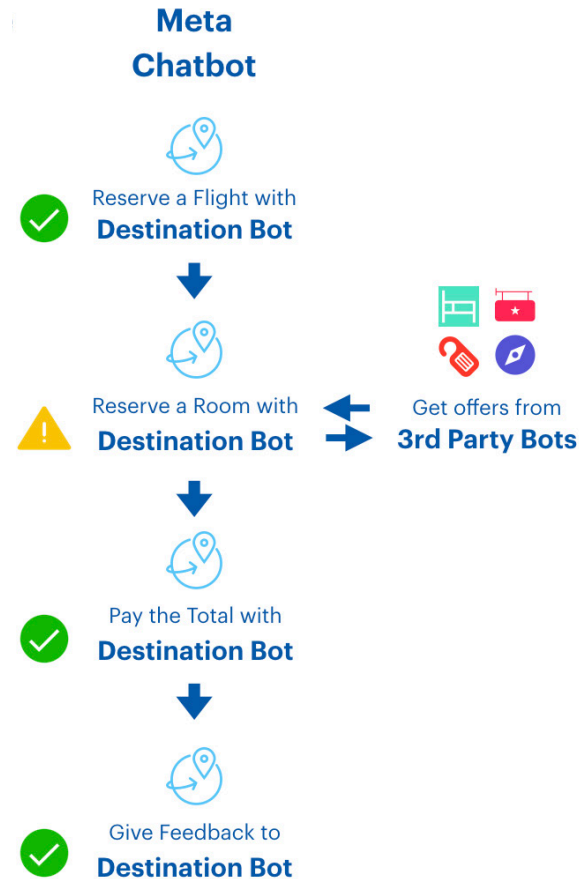 Meta
Chatbot
Reserve a Flight with
Destination Bot
Reserve a Room with
Destination Bot
Get offers from
3rd Party Bots
Pay the Total with
Destination Bot
Give Feedback to
Destination Bot